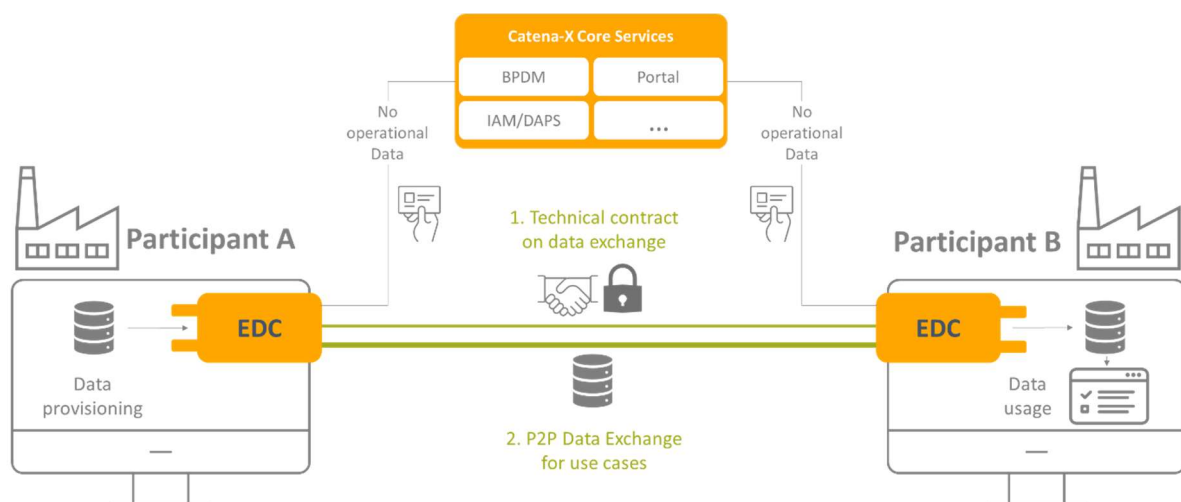 Catena-X Core Services
BPDM
Portal
IAM/DAPS
...
No
operational
Data
No
operational
Data
1. Technical contract
on data exchange
Participant A
Participant B
EDC
EDC
Data
provisioning
Data
usage
2. P2P Data Exchange
for use cases